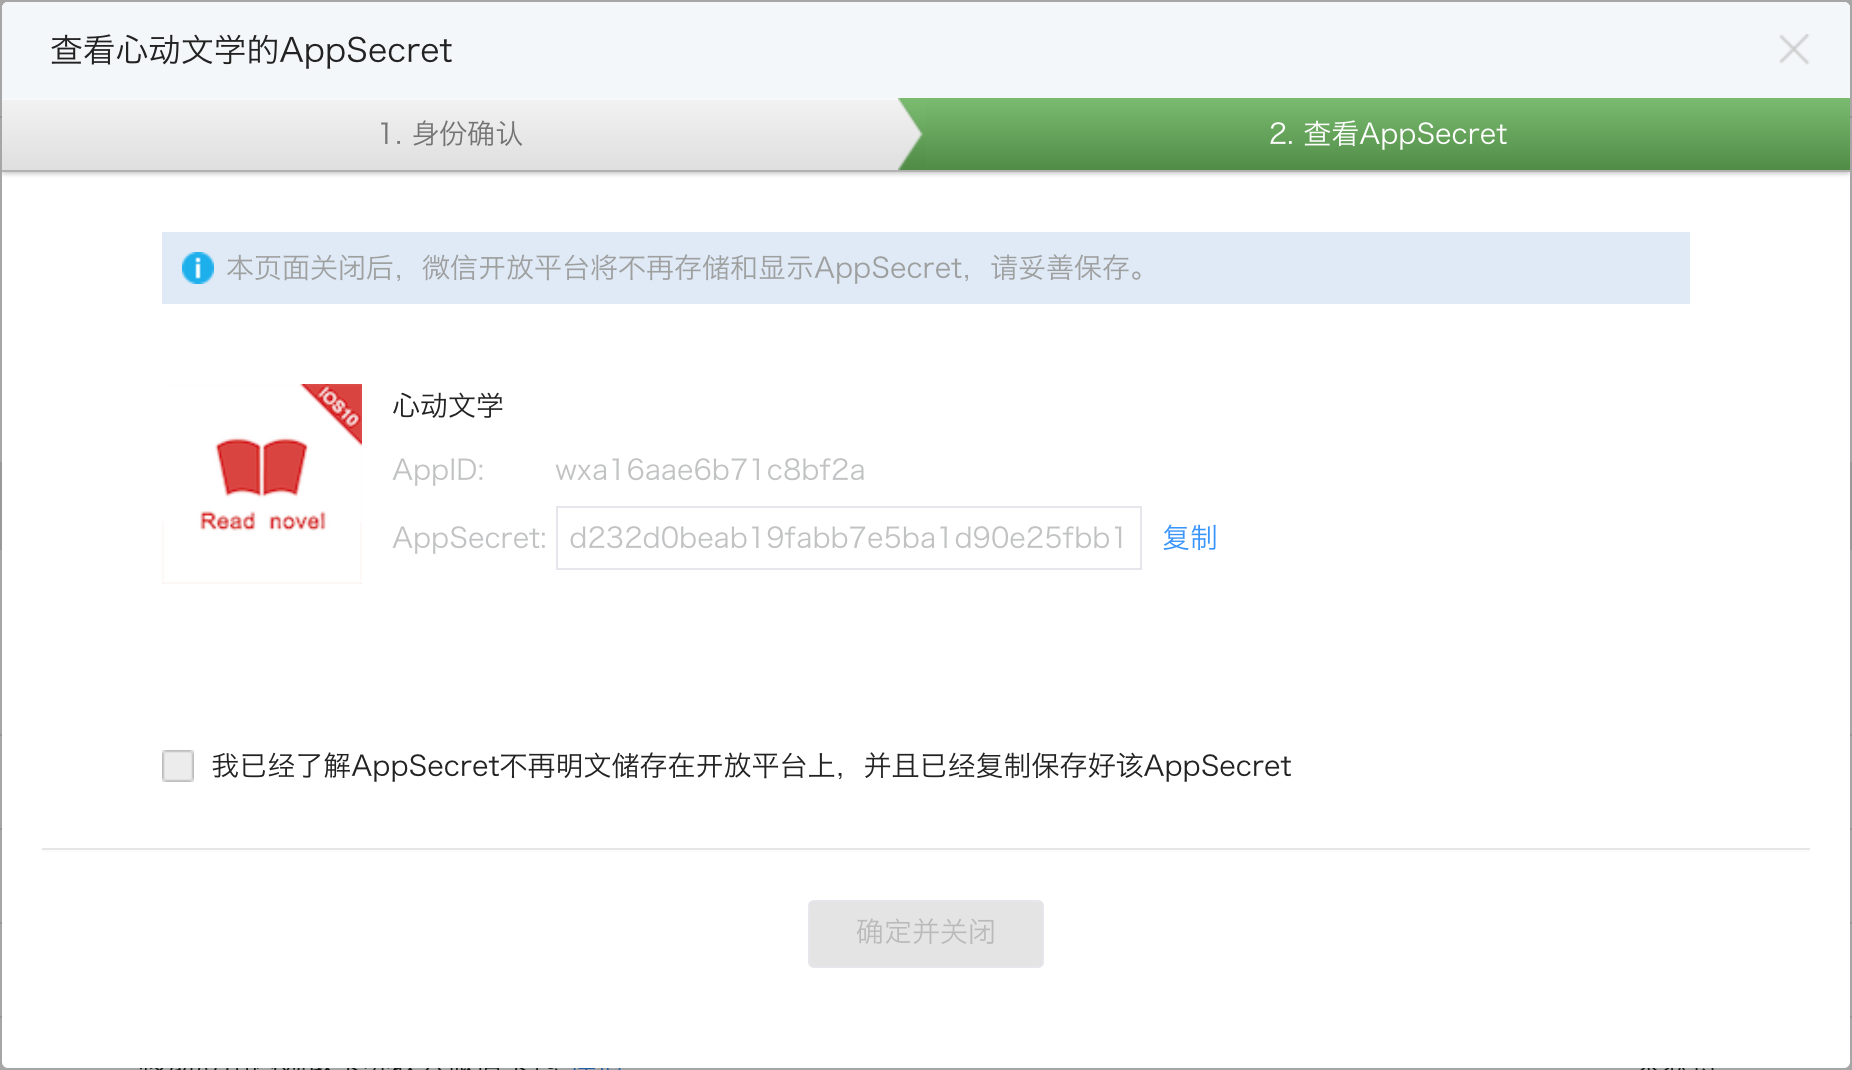 查看心动文学的AppSecret
1. 身份确认
2. 查看AppSecret
本页面关闭后，微信开放平台将不再存储和显示AppSecret，请妥善保存。
iOS10
Read novel
心动文学
AppID: wxa16aae6b71c8bf2a
AppSecret: d232d0beab19fabb7e5ba1d90e25fbb1 复制
我已经了解AppSecret不再明文储存在开放平台上，并且已经复制保存好该AppSecret
确定并关闭